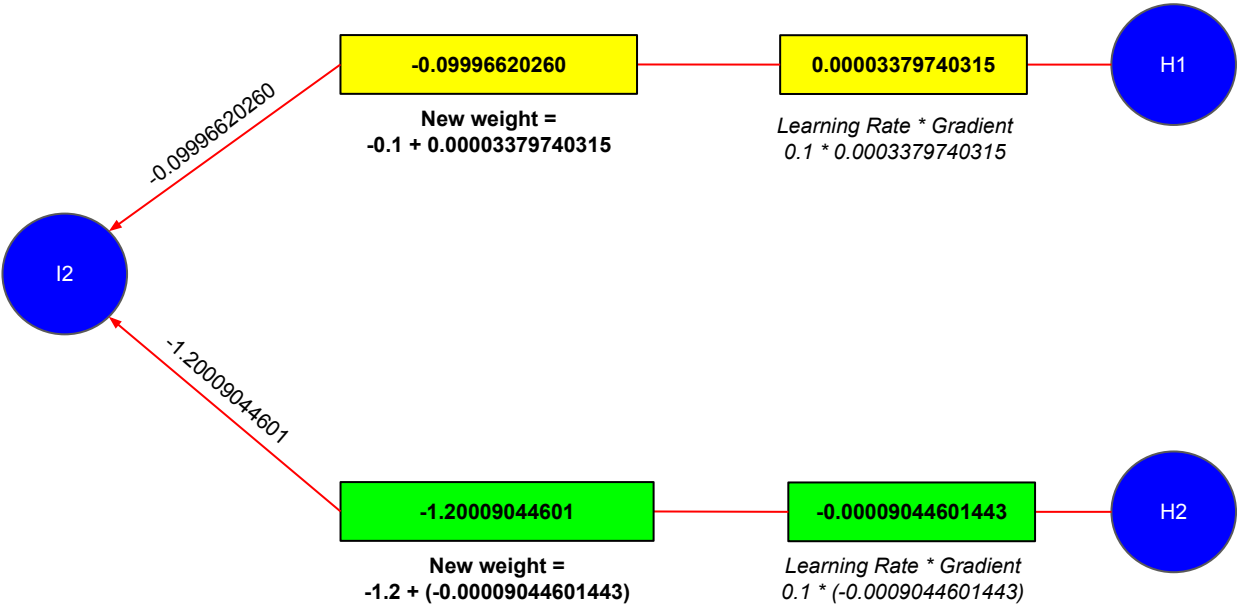 -0.09996620260
0.00003379740315
H1
New weight =
-0.1 + 0.00003379740315
Learning Rate * Gradient
0.1 * 0.0003379740315
-0.09996620260
I2
-1.20009044601
-1.20009044601
-0.00009044601443
H2
New weight =
-1.2 + (-0.00009044601443)
Learning Rate * Gradient
0.1 * (-0.0009044601443)